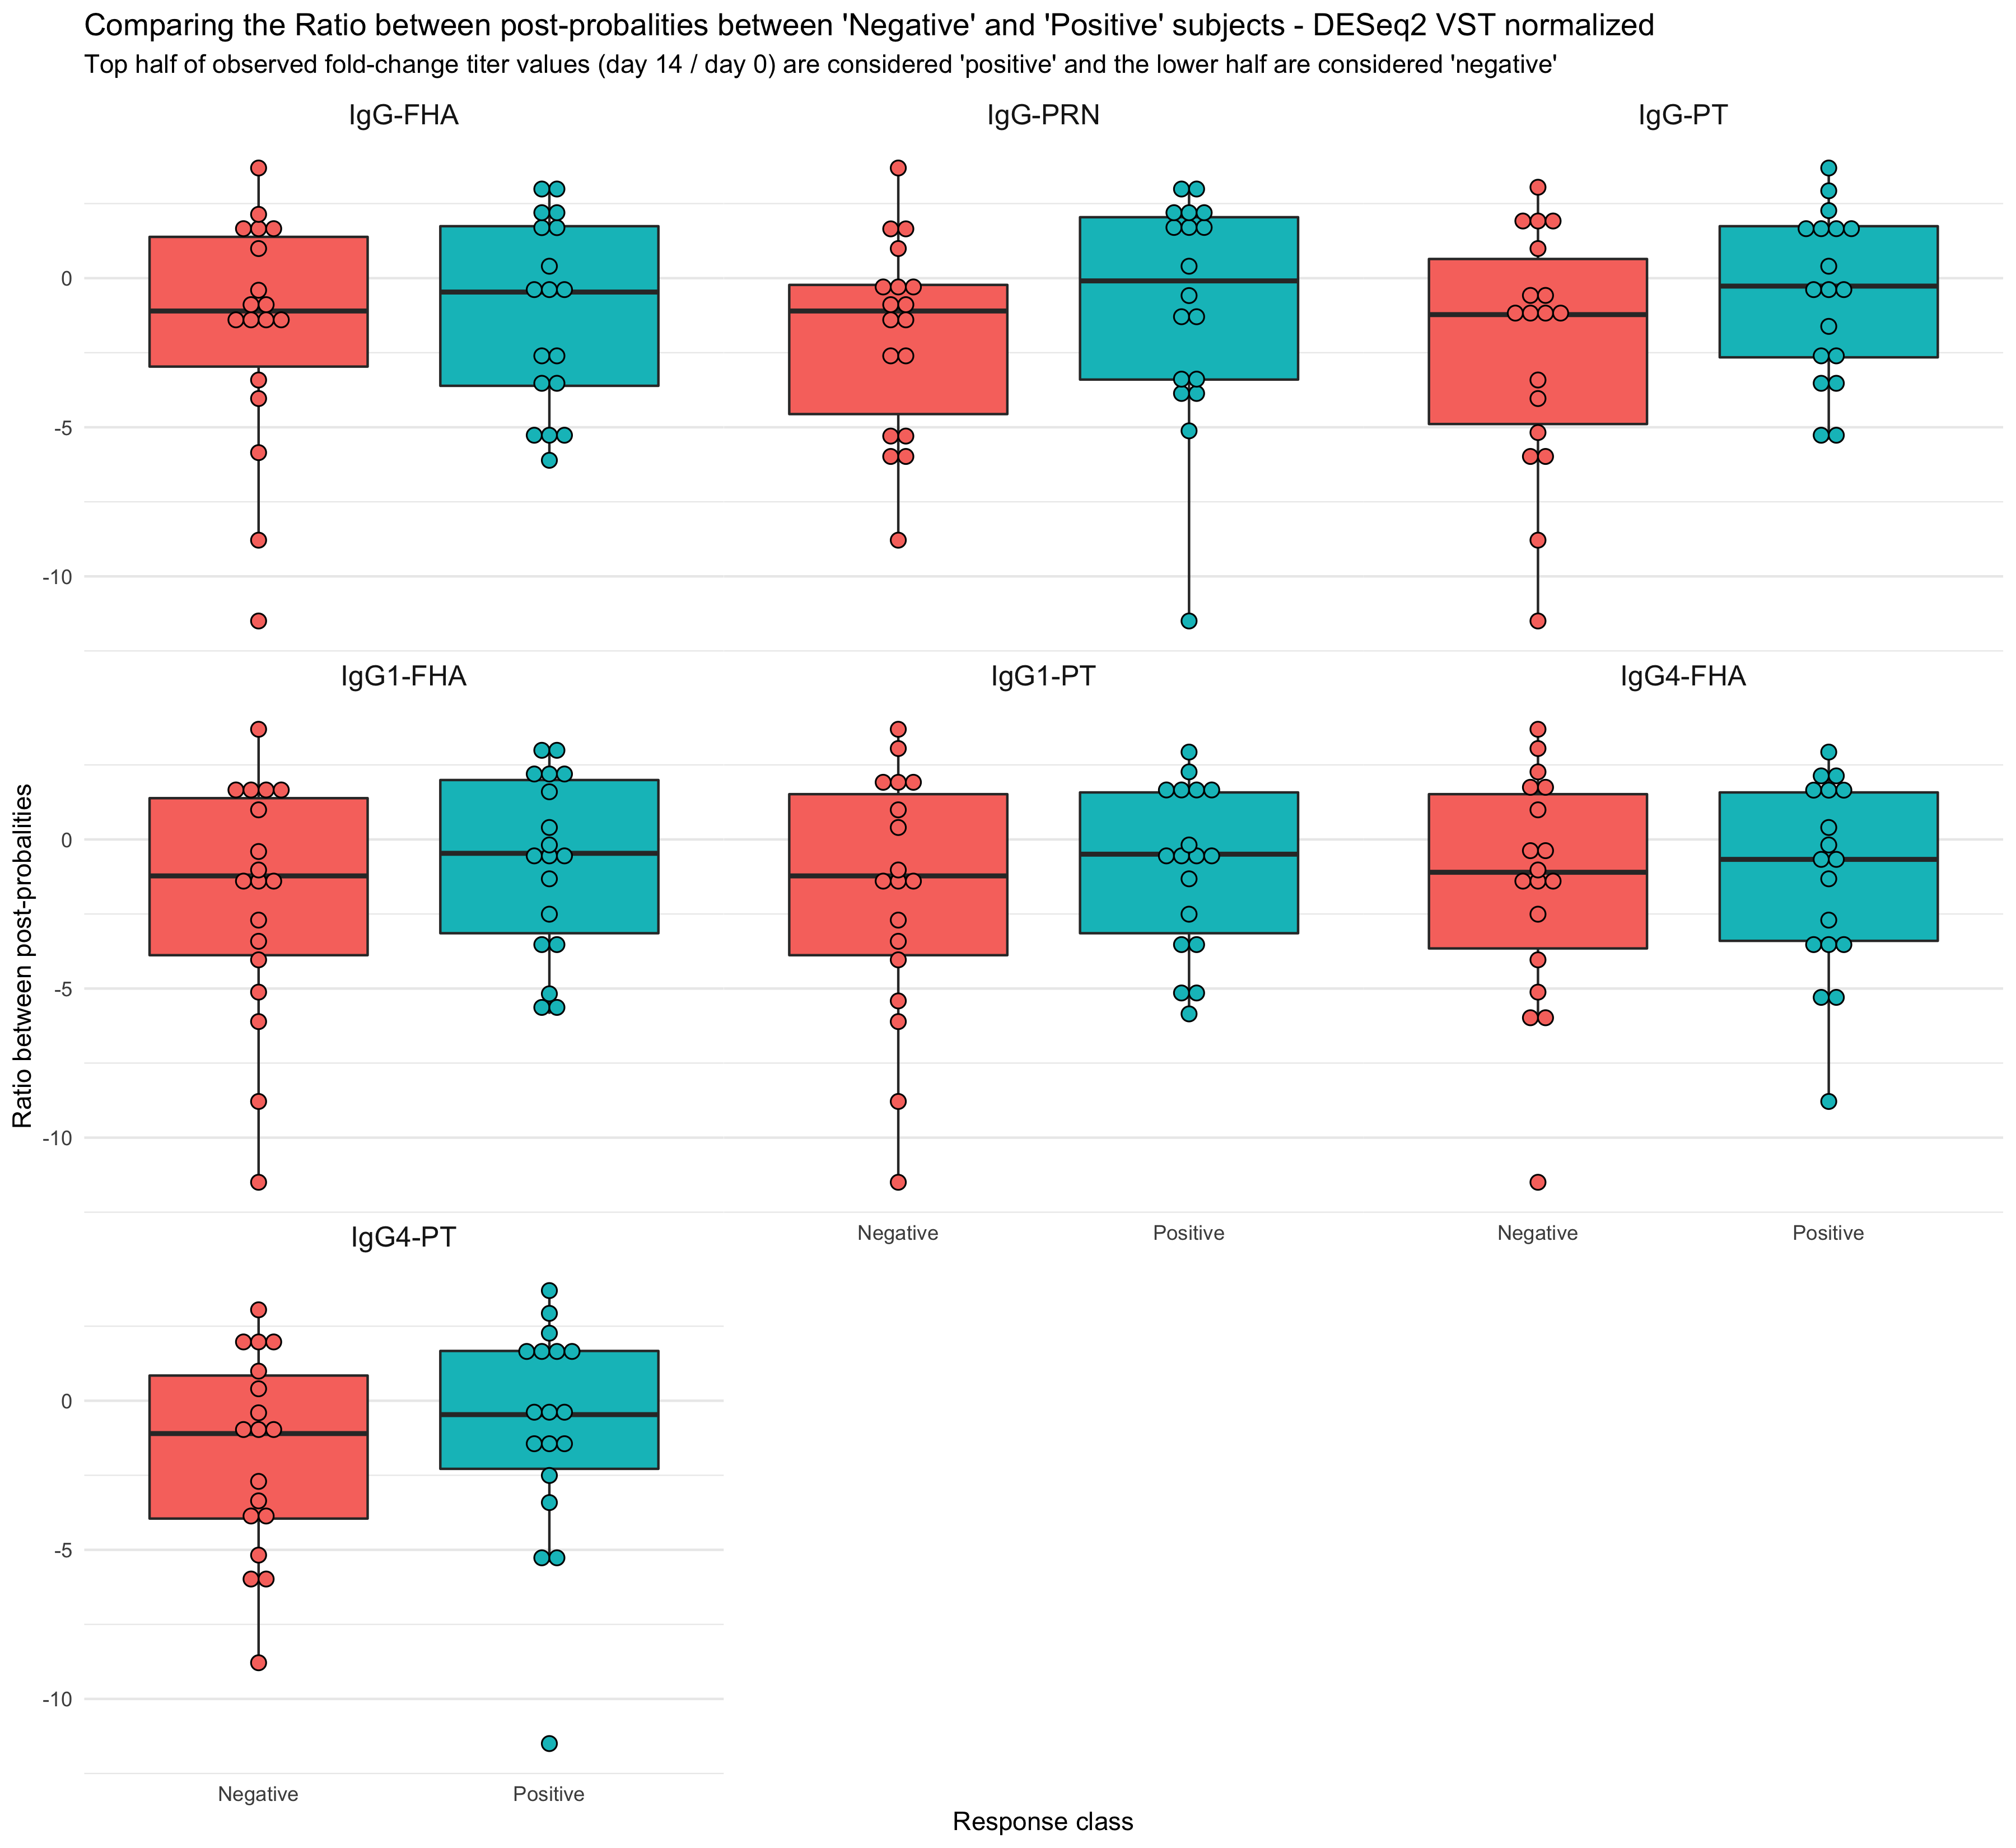 Comparing the Ratio between post-probalities between 'Negative' and 'Positive' subjects - DESeq2 VST normalized
Top half of observed fold-change titer values (day 14 / day 0) are considered 'positive' and the lower half are considered 'negative'
IgG-FHA
IgG-PRN
IgG-PT
0
-5
-10
IgG1-FHA
IgG1-PT
IgG4-FHA
Ratio between post-probalities
0
-5
-10
Negative
Positive
Negative
Positive
IgG4-PT
0
-5
-10
Negative
Positive
Response class